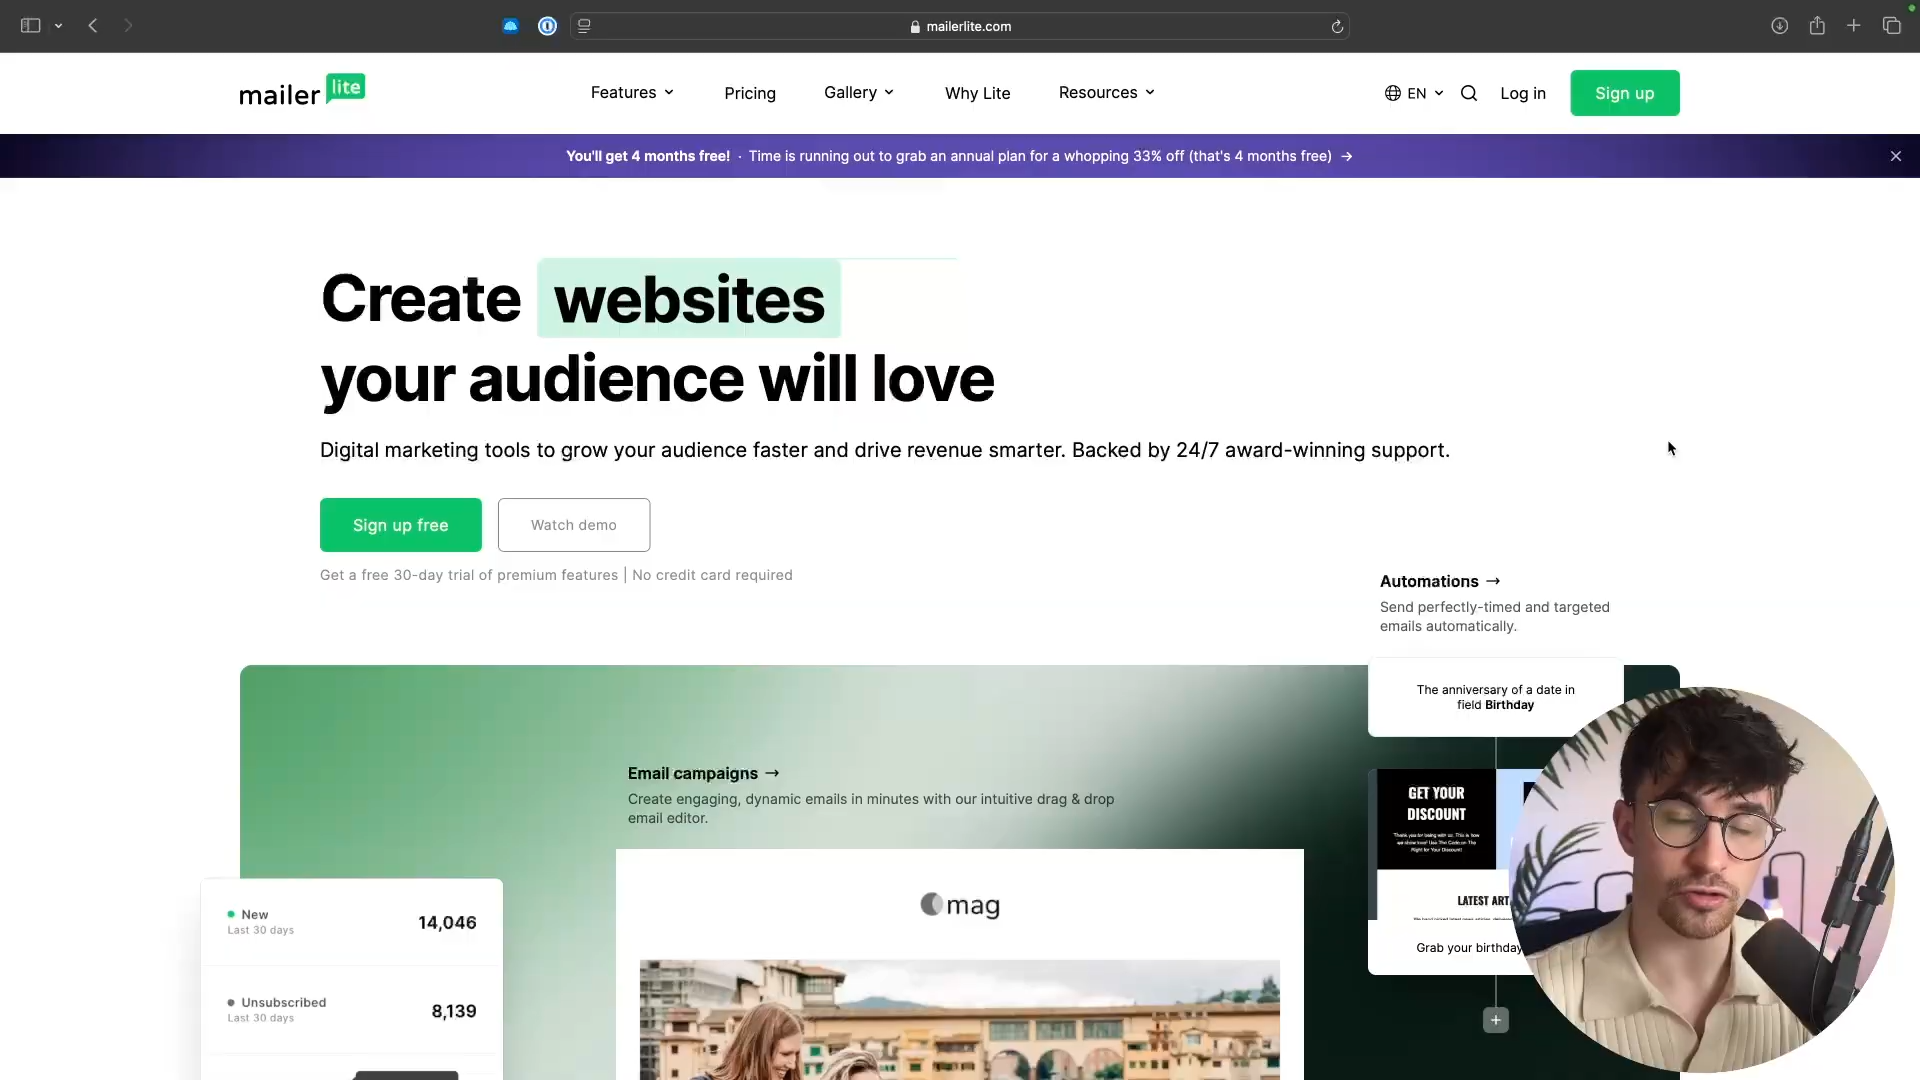 mailerlite.com
mailer lite
Features
Pricing
Gallery
Why Lite
Resources
EN
Log in
Sign up
You'll get 4 months free! · Time is running out to grab an annual plan for a whopping 33% off (that's 4 months free) →
Create websites
your audience will love
Digital marketing tools to grow your audience faster and drive revenue smarter. Backed by 24/7 award-winning support.
Sign up free
Watch demo
Get a free 30-day trial of premium features | No credit card required
Automations →
Send perfectly-timed and targeted
emails automatically.
The anniversary of a date in
field Birthday
Email campaigns →
Create engaging, dynamic emails in minutes with our intuitive drag & drop
email editor.
GET YOUR
DISCOUNT
LATEST ART
Grab your birthday
mag
New
Last 30 days
14,046
Unsubscribed
Last 30 days
8,139